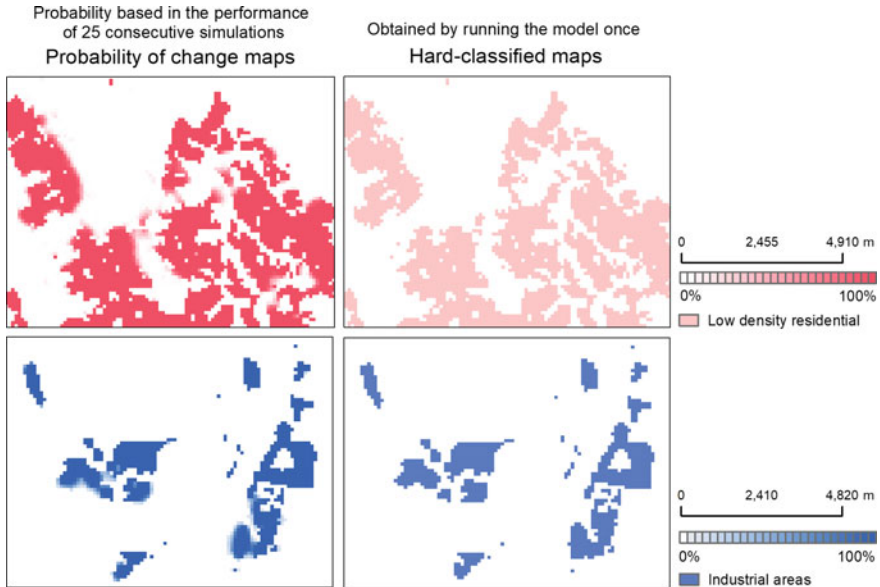 Probability based in the performance
of 25 consecutive simulations
Probability of change maps
Obtained by running the model once
Hard-classified maps
0 2,455 4,910 m
0% 100%
Low density residential
0 2,410 4,820 m
0% 100%
Industrial areas